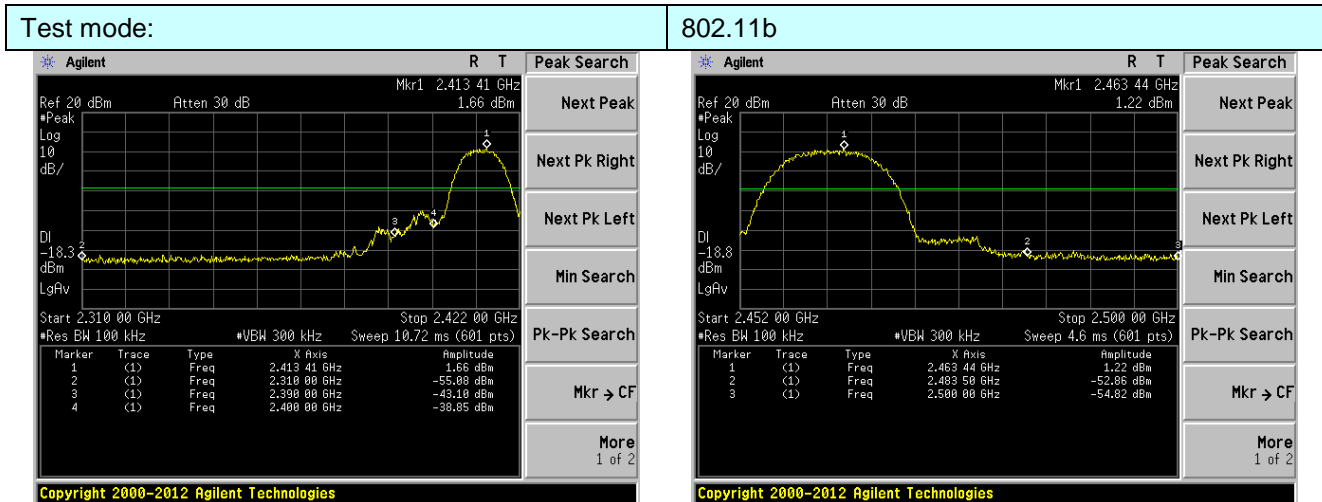 Test mode: 802.11b
Agilent R T Peak Search
Mkr1 2.413 41 GHz
Ref 20 dBm Atten 30 dB 1.66 dBm
#Peak
Log
10
dB/
1
3
4
2
DI
-18.3
dBm
LgAv
Start 2.310 00 GHz Stop 2.422 00 GHz
#Res BW 100 kHz #VBW 300 kHz Sweep 10.72 ms (601 pts)
Marker Trace Type X Axis Amplitude
1 (1) Freq 2.413 41 GHz 1.66 dBm
2 (1) Freq 2.310 00 GHz -55.08 dBm
3 (1) Freq 2.390 00 GHz -43.10 dBm
4 (1) Freq 2.400 00 GHz -38.85 dBm
Next Peak
Next Pk Right
Next Pk Left
Min Search
Pk-Pk Search
Mkr → CF
More
1 of 2
Copyright 2000-2012 Agilent Technologies
Agilent R T Peak Search
Mkr1 2.463 44 GHz
Ref 20 dBm Atten 30 dB 1.22 dBm
#Peak
Log
10
dB/
1
2
3
DI
-18.8
dBm
LgAv
Start 2.452 00 GHz Stop 2.500 00 GHz
#Res BW 100 kHz #VBW 300 kHz Sweep 4.6 ms (601 pts)
Marker Trace Type X Axis Amplitude
1 (1) Freq 2.463 44 GHz 1.22 dBm
2 (1) Freq 2.483 50 GHz -52.86 dBm
3 (1) Freq 2.500 00 GHz -54.82 dBm
Next Peak
Next Pk Right
Next Pk Left
Min Search
Pk-Pk Search
Mkr → CF
More
1 of 2
Copyright 2000-2012 Agilent Technologies